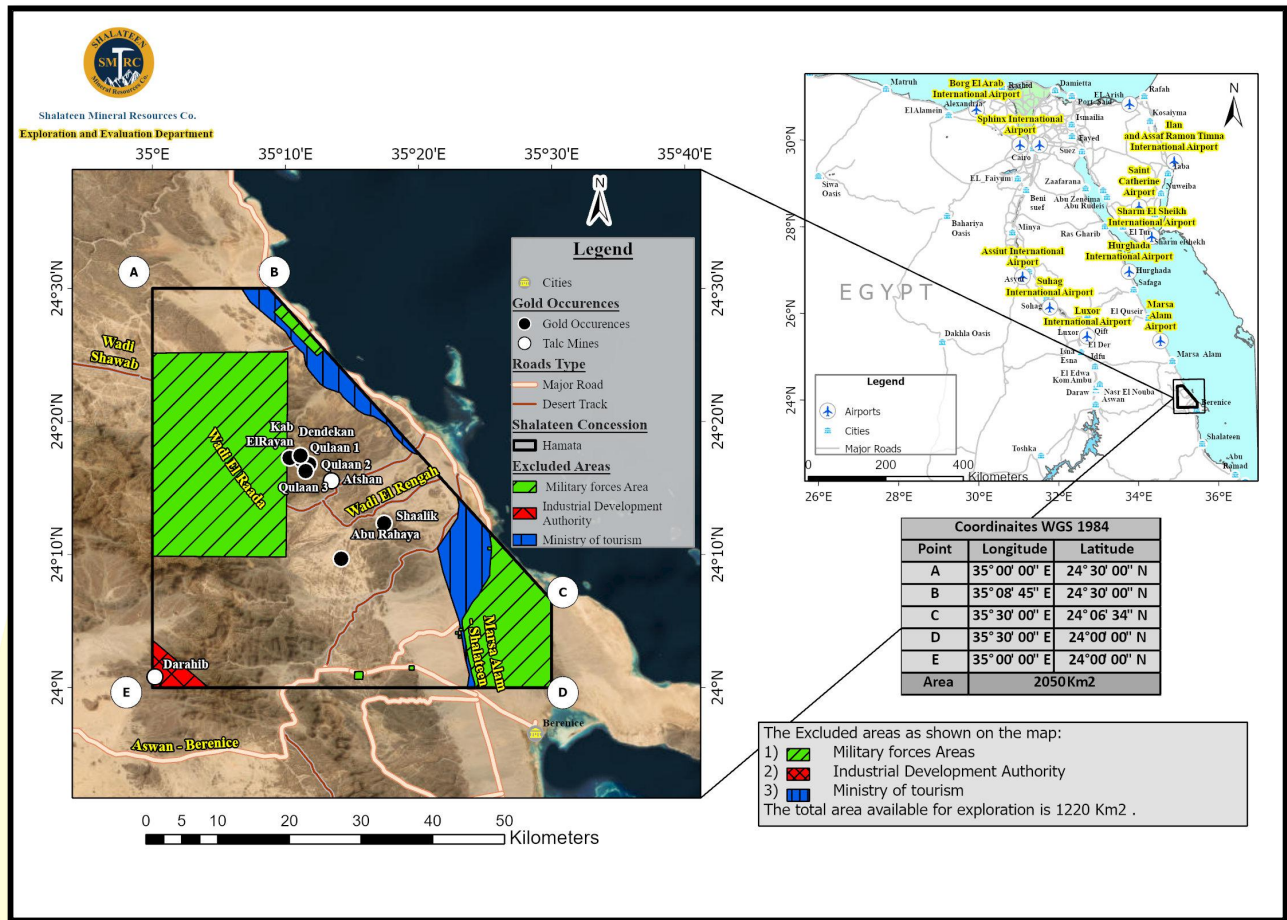 SHALATEEN
SMRC
Mineral Resources Co.
Shalateen Mineral Resources Co.
Exploration and Evaluation Department
35°E
35°10'E
35°20'E
35°30'E
35°40'E
24°30'N
24°20'N
24°10'N
24°N
24°30'N
24°20'N
24°10'N
24°N
N
A
B
C
D
E
Wadi
Shawab
Kab
ElRayan
Dendekan
Qulaan 1
Qulaan 2
Qulaan 3
Atshan
Wadi El Raada
Wadi El Rengah
Shaalik
Abu Rahaya
Darahib
Marsa Alam
- Shalateen
Aswan - Berenice
Berenice
Legend
Cities
Gold Occurences
Gold Occurences
Talc Mines
Roads Type
Major Road
Desert Track
Shalateen Concession
Hamata
Excluded Areas
Military forces Area
Industrial Development
Authority
Ministry of tourism
0 5 10 20 30 40 50
Kilometers
30°N
28°N
26°N
24°N
26°E
28°E
30°E
32°E
34°E
36°E
N
Matruh
Borg El Arab
International Airport
Rashid
Damietta
El Alamein
Alexandria
Port Said
EL Arish
Rafah
Sphinx International
Airport
Ismailia
Kosaiyma
Fayed
Ilan
and Assaf Ramon Timna
International Airport
Cairo
Suez
Taba
Siwa
Oasis
EL_Faiyum
Zaafarana
Saint
Catherine
Airport
Nuweiba
Beni
suef
Abu Zeneima
Abu Rudeis
Bahariya
Oasis
Minya
Ras Gharib
Sharm El Sheikh
International Airport
El Tur
Sharm elshekh
Assiut International
Airport
Hurghada
International Airport
Hurghada
Safaga
Suhag
International Airport
Sohag
EGYPT
Luxor
International Airport
Marsa
Alam
Airport
El Quseir
Dakhla Oasis
Luxor
Qift
El Der
Isna
Esna
Idfu
Marsa Alam
El Edwa
Kom Ambu
Daraw
Nasr El Nouba
Aswan
Berenice
Toshka
Shalateen
Abu
Ramad
Legend
Airports
Cities
Major Roads
0 200 400
Kilometers
Coordinaites WGS 1984
Point Longitude Latitude
A 35°00' 00" E 24°30' 00" N
B 35°08' 45" E 24°30' 00" N
C 35°30' 00" E 24°06' 34" N
D 35°30' 00" E 24°00' 00" N
E 35°00' 00" E 24°00' 00" N
Area 2050Km2
The Excluded areas as shown on the map:
1) Military forces Areas
2) Industrial Development Authority
3) Ministry of tourism
The total area available for exploration is 1220 Km2 .